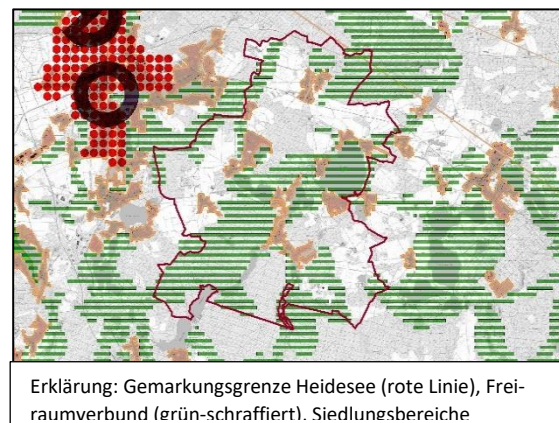 Erklärung: Gemarkungsgrenze Heidesee (rote Linie), Frei-
raumverbund (grün-schraffiert), Siedlungsbereiche